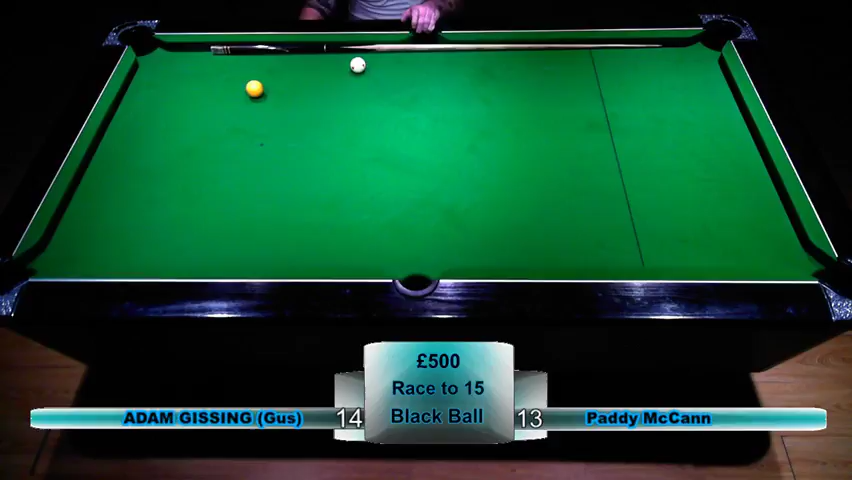 £500
Race to 15
ADAM GISSING (Gus) 14 Black Ball 13 Paddy McCann